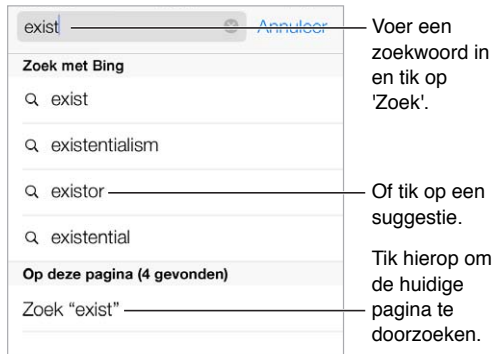 exist
Annuleer
Zoek met Bing
exist
existentialism
existor
existential
Op deze pagina (4 gevonden)
Zoek “exist”
Voer een
zoekwoord in
en tik op
'Zoek'.
Of tik op een
suggestie.
Tik hierop om
de huidige
pagina te
doorzoeken.